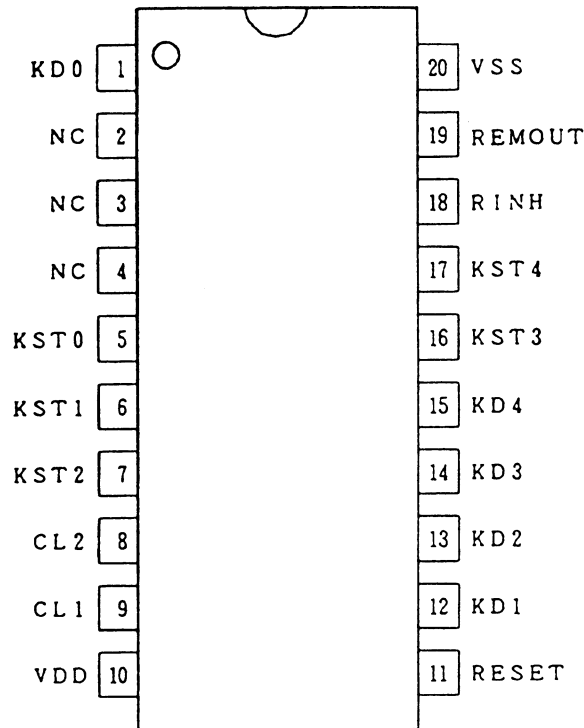 KD0 1 20 VSS
NC 2 19 REMOUT
NC 3 18 RINH
NC 4 17 KST4
KST0 5 16 KST3
KST1 6 15 KD4
KST2 7 14 KD3
CL2 8 13 KD2
CL1 9 12 KD1
VDD 10 11 RESET